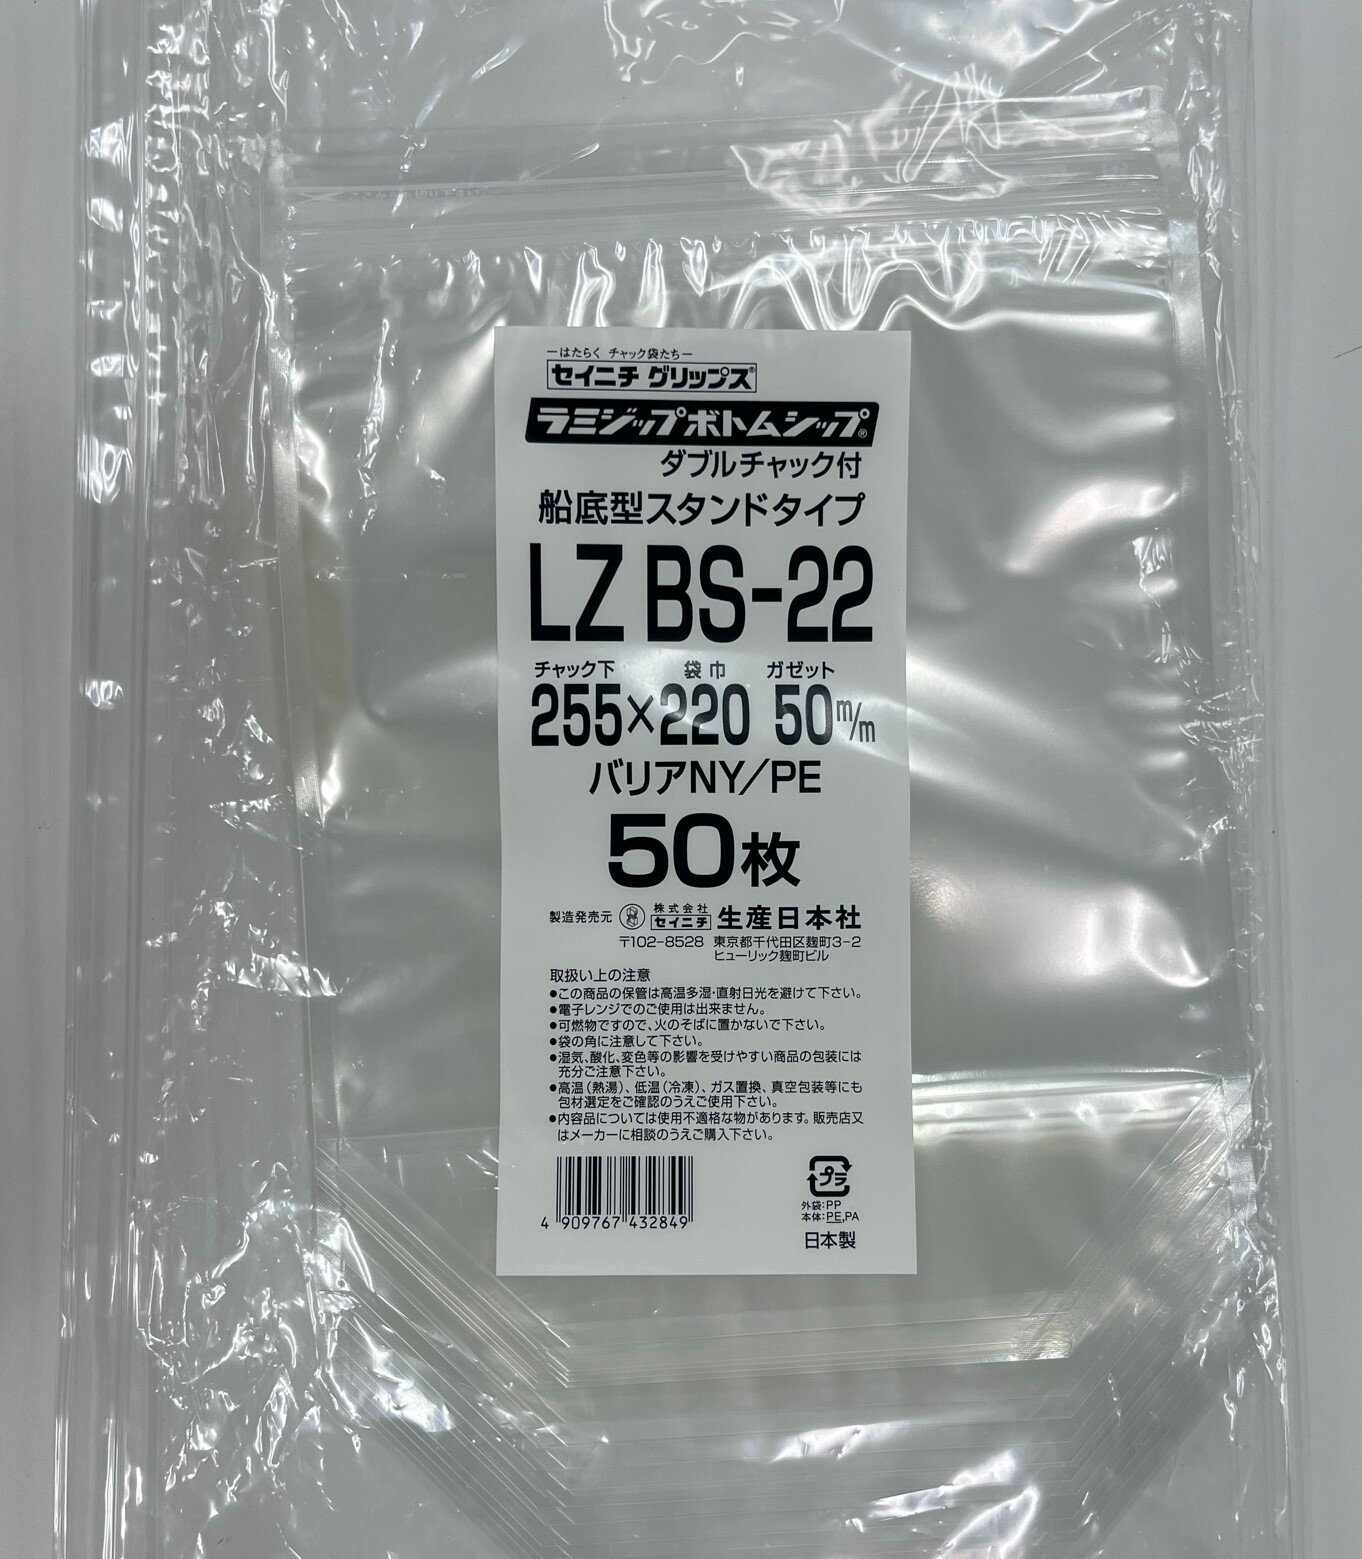 ―はたらく チャック袋たち―
セイニチ グリップス®
ラミジップ ボトムシップ®
ダブルチャック付
船底型スタンドタイプ
LZ BS-22
チャック下 袋巾 ガゼット
255×220 50m/m
バリアNY/PE
50枚
製造発売元 株式会社 セイニチ 生産日本社
〒102-8528 東京都千代田区麹町3-2
ヒューリック麹町ビル
取扱い上の注意
●この商品の保管は高温多湿・直射日光を避けて下さい。
●電子レンジでのご使用は出来ません。
●可燃物ですので、火のそばに置かないで下さい。
●袋の角に注意して下さい。
●湿気、酸化、変色等の影響を受けやすい商品の包装には
充分ご注意下さい。
●高温(熱湯)、低温(冷凍)、ガス置換、真空包装等にも
包材選定をご確認のうえご使用下さい。
●内容品については使用不適格な物があります。販売店又
はメーカーに相談のうえご購入下さい。
4 909767 432849
プラ
外袋:PP
本体:PE,PA
日本製